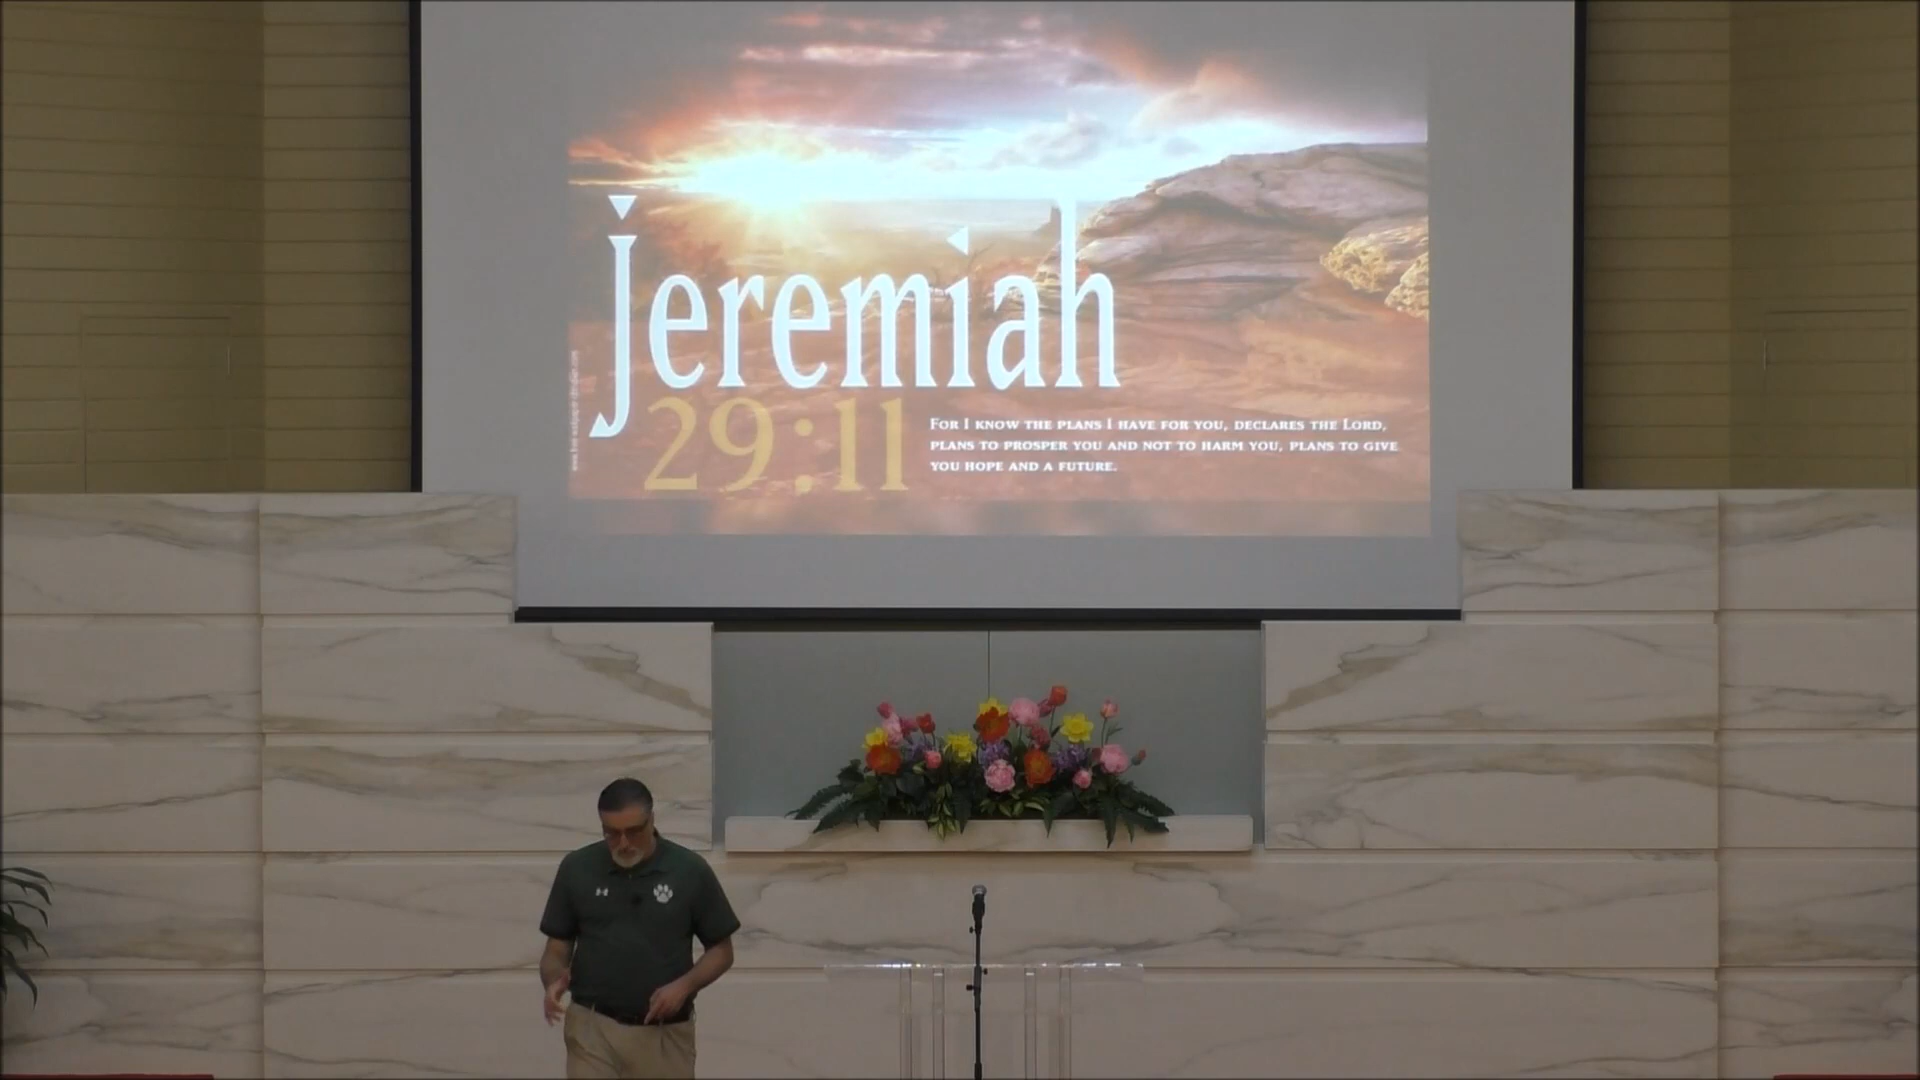 jeremiah
29:11
For I know the plans I have for you, declares the Lord,
plans to prosper you and not to harm you, plans to give
you hope and a future.